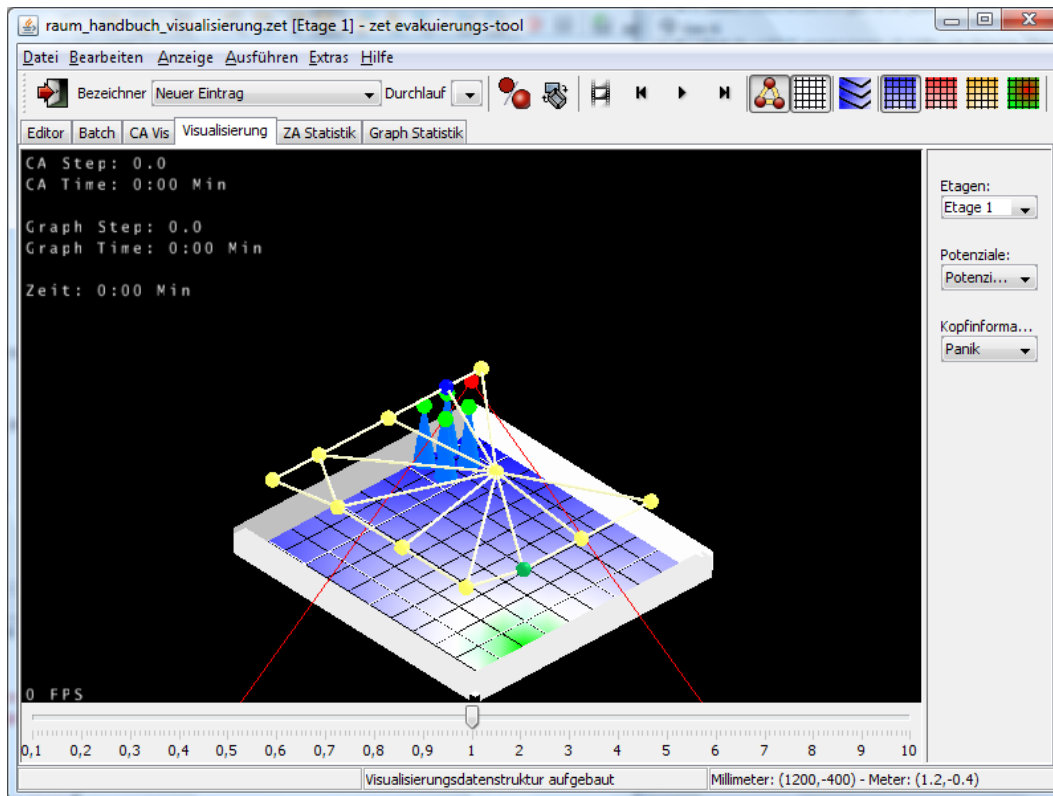 raum_handbuch_visualisierung.zet [Etage 1] - zet evakuierungs-tool
Datei Bearbeiten Anzeige Ausführen Extras Hilfe
Bezeichner Neuer Eintrag Durchlauf
Editor Batch CA Vis Visualisierung ZA Statistik Graph Statistik
CA Step: 0.0
CA Time: 0:00 Min
Graph Step: 0.0
Graph Time: 0:00 Min
Zeit: 0:00 Min
0 FPS
Etagen:
Etage 1
Potenziale:
Potenzi...
Kopfinforma...
Panik
0,1 0,2 0,3 0,4 0,5 0,6 0,7 0,8 0,9 1 2 3 4 5 6 7 8 9 10
Visualisierungsdatenstruktur aufgebaut Millimeter: (1200,-400) - Meter: (1.2,-0.4)